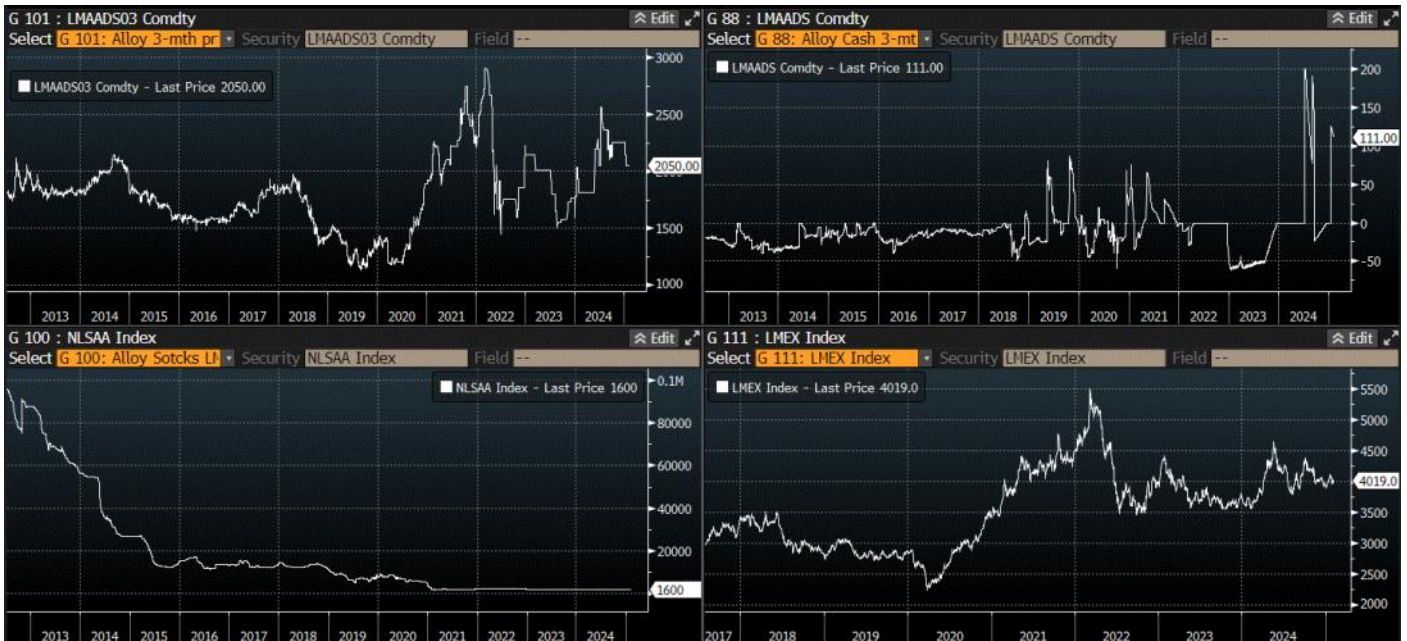 G 101 : LMAADS03 Comdty
Edit
Select G 101: Alloy 3-mth pr Security LMAADS03 Comdty Field --
LMAADS03 Comdty - Last Price 2050.00
3000
2500
2050.00
2000
1500
1000
2013 2014 2015 2016 2017 2018 2019 2020 2021 2022 2023 2024
G 88 : LMAADS Comdty
Edit
Select G 88: Alloy Cash 3-mt Security LMAADS Comdty Field --
LMAADS Comdty - Last Price 111.00
200
150
111.00
100
50
0
-50
2013 2014 2015 2016 2017 2018 2019 2020 2021 2022 2023 2024
G 100 : NLSAA Index
Edit
Select G 100: Alloy Sotcks LM Security NLSAA Index Field --
NLSAA Index - Last Price 1600
0.1M
80000
60000
40000
20000
1600
2013 2014 2015 2016 2017 2018 2019 2020 2021 2022 2023 2024
G 111 : LMEX Index
Edit
Select G 111: LMEX Index Security LMEX Index Field --
LMEX Index - Last Price 4019.0
5500
5000
4500
4019.0
3500
3000
2500
2000
2017 2018 2019 2020 2021 2022 2023 2024